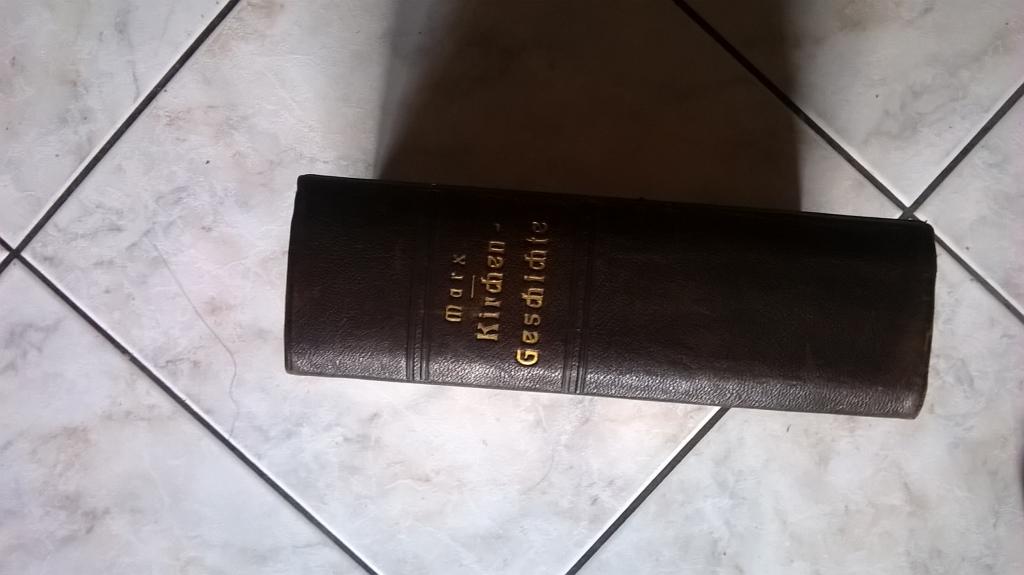 Marx
Kirchen-
Geschichte